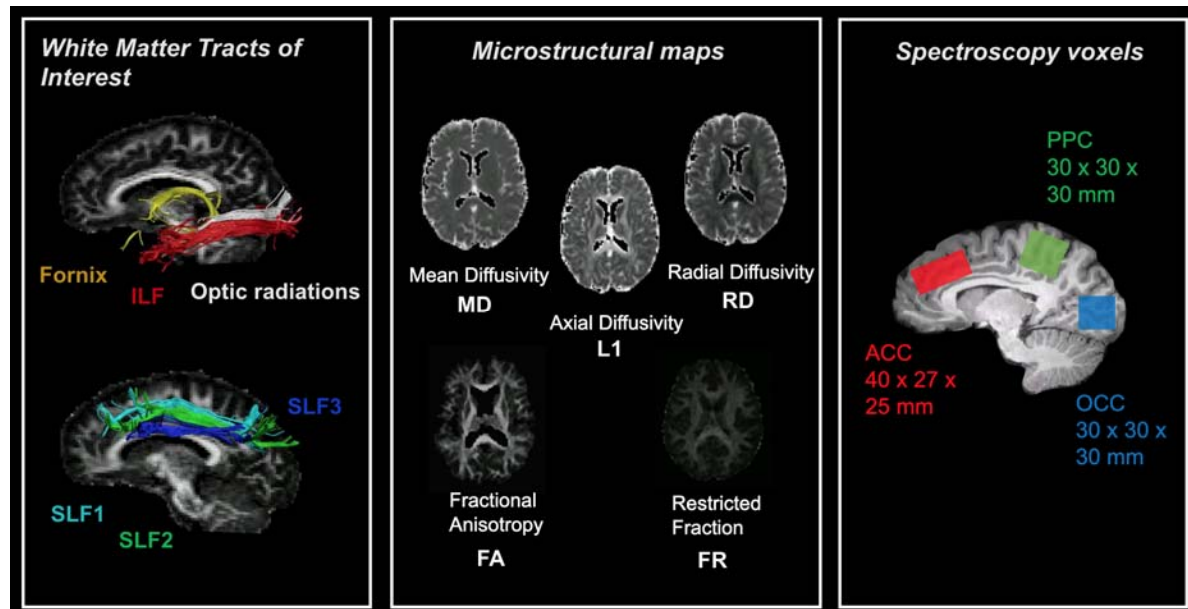 White Matter Tracts of
Interest
Fornix
ILF
Optic radiations
SLF3
SLF1
SLF2
Microstructural maps
Mean Diffusivity
MD
Radial Diffusivity
RD
Axial Diffusivity
L1
Fractional
Anisotropy
FA
Restricted
Fraction
FR
Spectroscopy voxels
PPC
30 x 30 x
30 mm
ACC
40 x 27 x
25 mm
OCC
30 x 30 x
30 mm